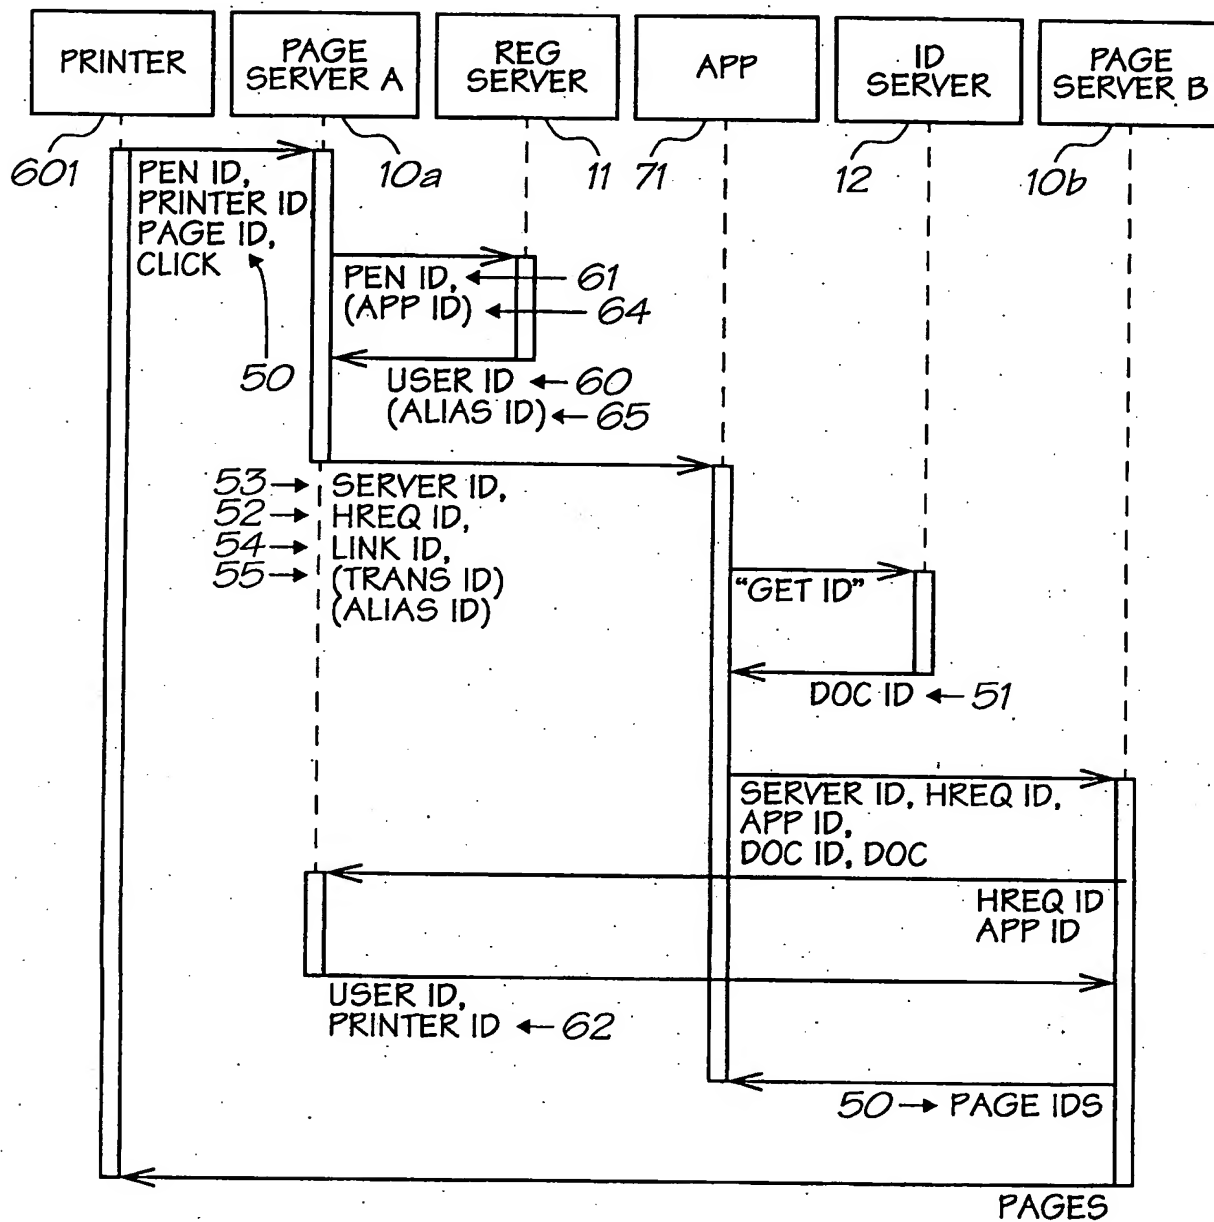 PRINTER
PAGE
SERVER A
REG
SERVER
APP
ID
SERVER
PAGE
SERVER B
601
10a
11
71
12
10b
PEN ID,
PRINTER ID
PAGE ID,
CLICK
50
PEN ID, 61
(APP ID) 64
USER ID 60
(ALIAS ID) 65
53 SERVER ID,
52 HREQ ID,
54 LINK ID,
55 (TRANS ID)
(ALIAS ID)
“GET ID”
DOC ID 51
SERVER ID, HREQ ID,
APP ID,
DOC ID, DOC
HREQ ID
APP ID
USER ID,
PRINTER ID 62
50 PAGE IDS
PAGES